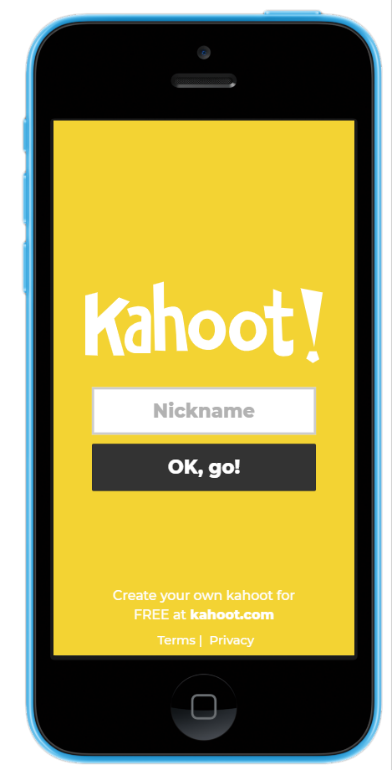 Kahoot!
Nickname
OK, go!
Create your own kahoot for
FREE at kahoot.com
Terms | Privacy